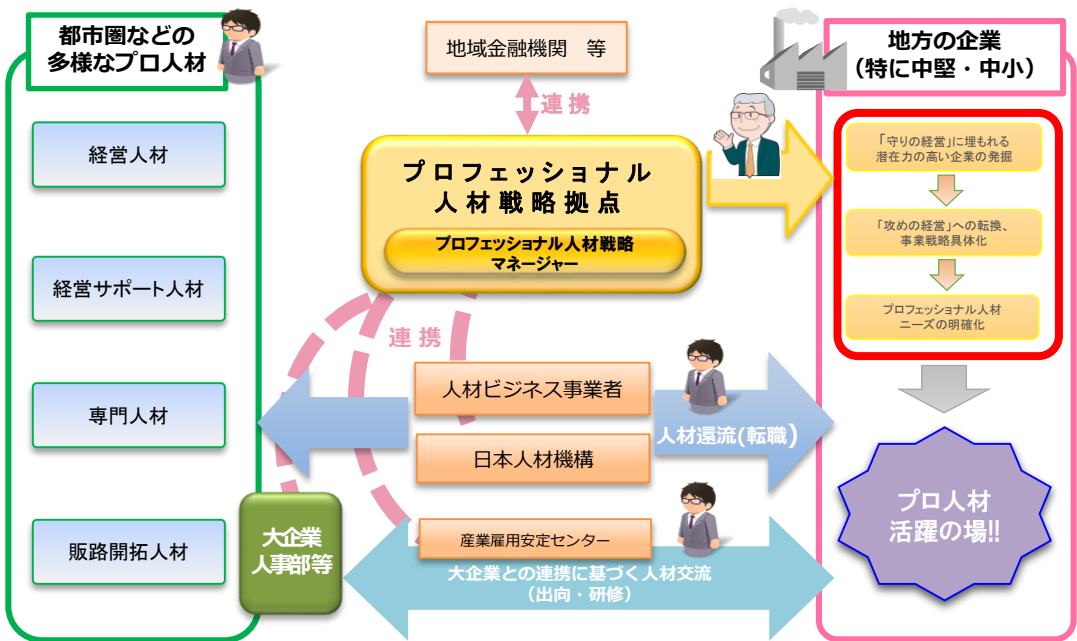 都市圏などの
多様なプロ人材
経営人材
経営サポート人材
専門人材
販路開拓人材
大企業
人事部等
地域金融機関　等
連携
プロフェッショナル
人材戦略拠点
プロフェッショナル人材戦略
マネージャー
連携
人材ビジネス事業者
日本人材機構
人材還流(転職)
産業雇用安定センター
大企業との連携に基づく人材交流
（出向・研修）
地方の企業
（特に中堅・中小）
「守りの経営」に埋もれる
潜在力の高い企業の発掘
「攻めの経営」への転換、
事業戦略具体化
プロフェッショナル人材
ニーズの明確化
プロ人材
活躍の場!!